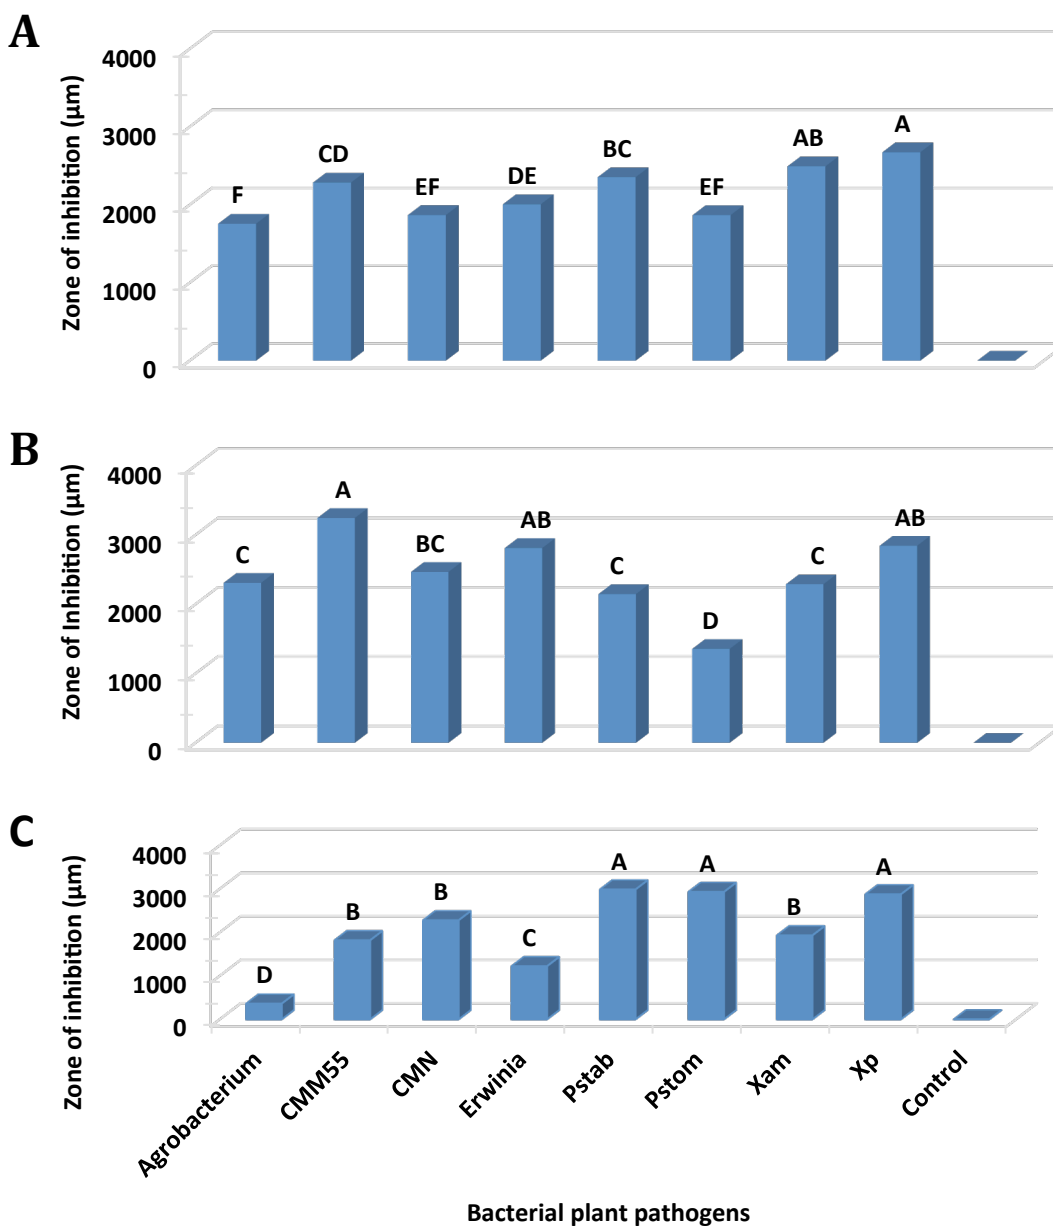 A
Zone of inhibition (µm)
4000
3000
2000
1000
0
F
CD
EF
DE
BC
EF
AB
A
B
Zone of Inhibition (µm)
4000
3000
2000
1000
0
C
A
BC
AB
C
D
C
AB
C
Zone of inhibition (µm)
4000
3000
2000
1000
0
D
B
B
C
A
A
B
A
Agrobacterium
CMM55
CMN
Erwinia
Pstab
Pstom
Xam
Xp
Control
Bacterial plant pathogens